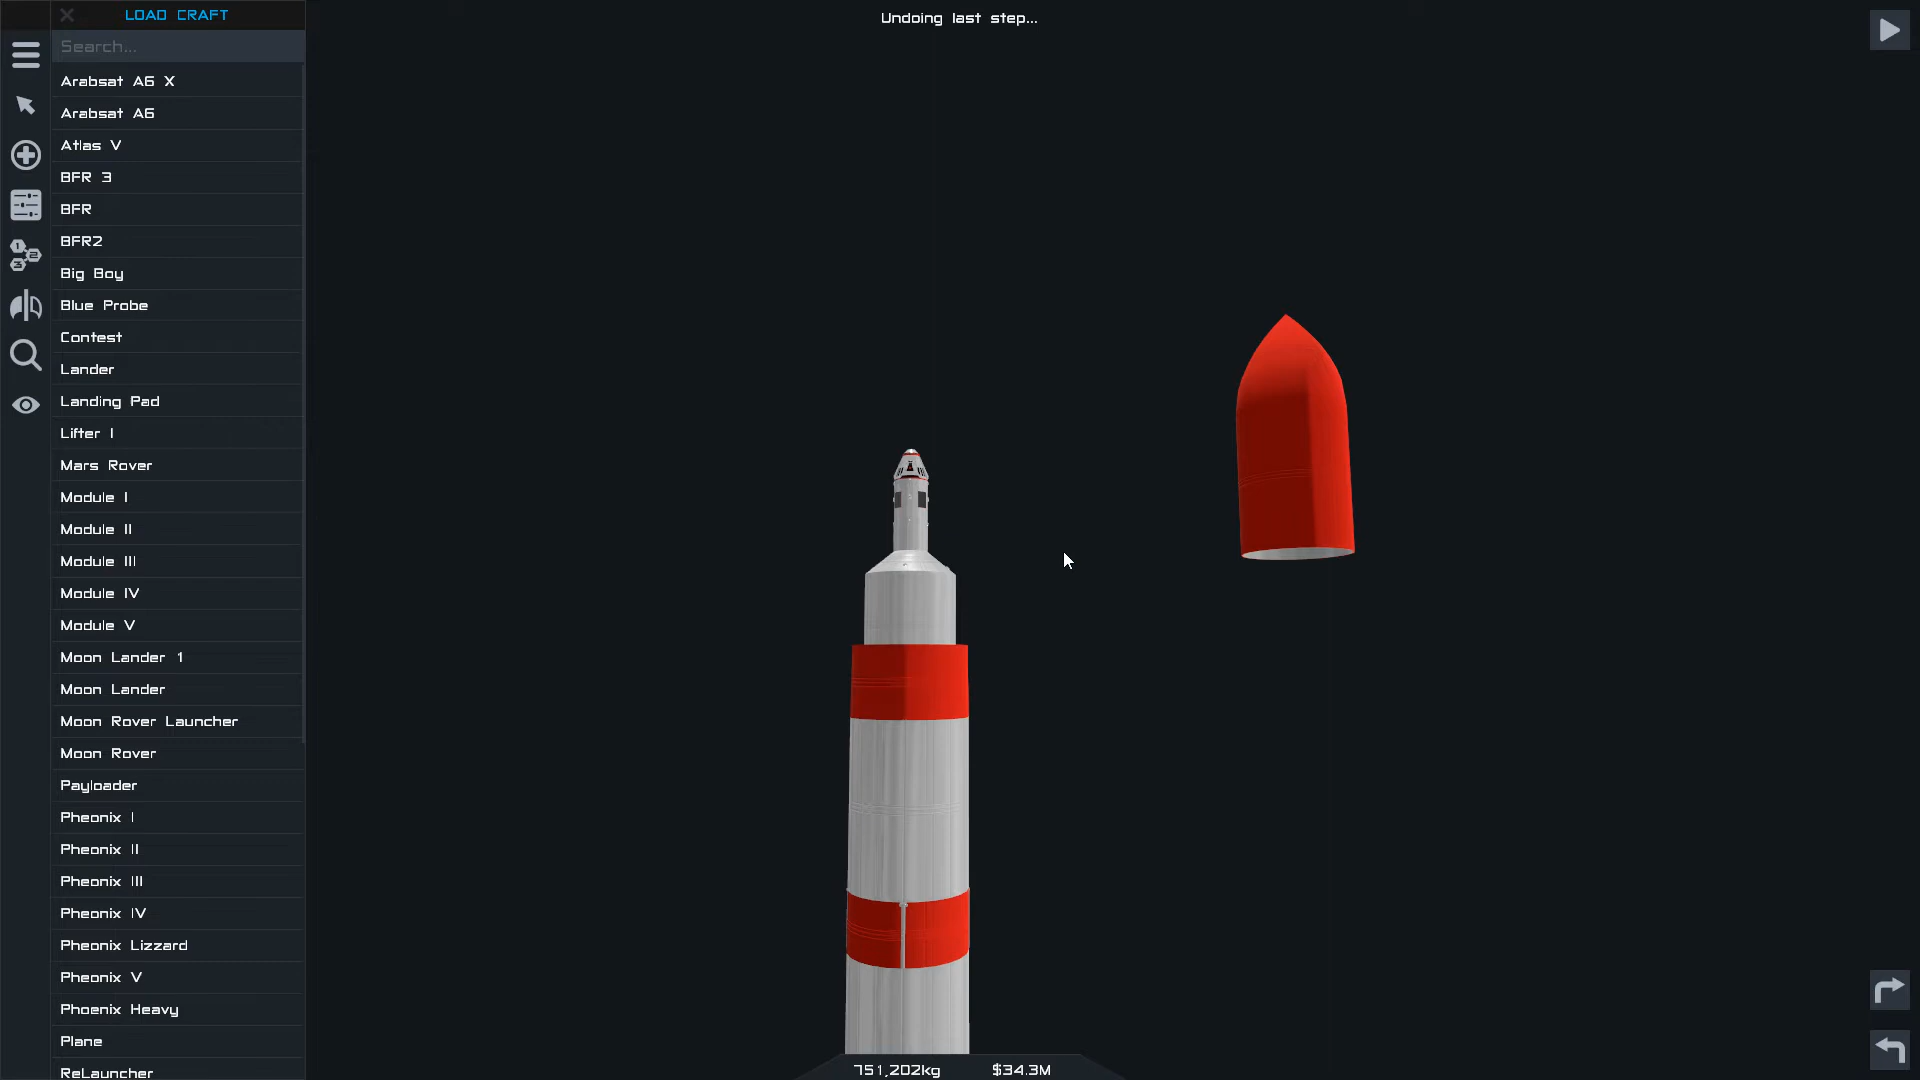 LOAD CRAFT
Undoing last step...
Search...
Arabsat A6 X
Arabsat A6
Atlas V
BFR 3
BFR
BFR2
Big Boy
Blue Probe
Contest
Lander
Landing Pad
Lifter I
Mars Rover
Module I
Module II
Module III
Module IV
Module V
Moon Lander 1
Moon Lander
Moon Rover Launcher
Moon Rover
Payloader
Pheonix I
Pheonix II
Pheonix III
Pheonix IV
Pheonix Lizzard
Pheonix V
Phoenix Heavy
Plane
ReLauncher
751,202kg $34.3M